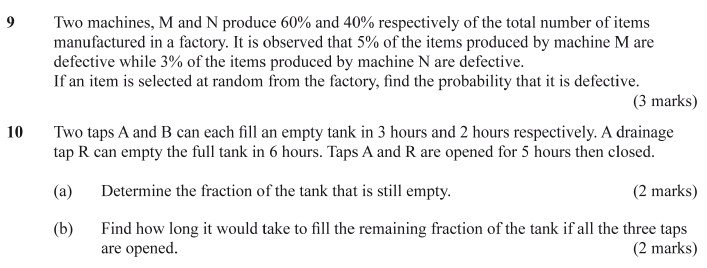 9 Two machines, M and N produce 60% and 40% respectively of the total number of items
manufactured in a factory. It is observed that 5% of the items produced by machine M are
defective while 3% of the items produced by machine N are defective.
If an item is selected at random from the factory, find the probability that it is defective.
(3 marks)
10 Two taps A and B can each fill an empty tank in 3 hours and 2 hours respectively. A drainage
tap R can empty the full tank in 6 hours. Taps A and R are opened for 5 hours then closed.
(a) Determine the fraction of the tank that is still empty. (2 marks)
(b) Find how long it would take to fill the remaining fraction of the tank if all the three taps
are opened. (2 marks)